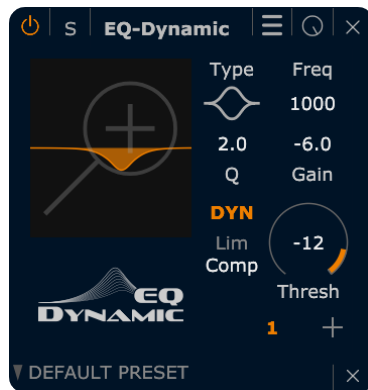 S EQ-Dynamic
Type Freq
1000
2.0 -6.0
Q Gain
DYN
Lim
Comp
-12
Thresh
EQ
DYNAMIC
1 +
DEFAULT PRESET